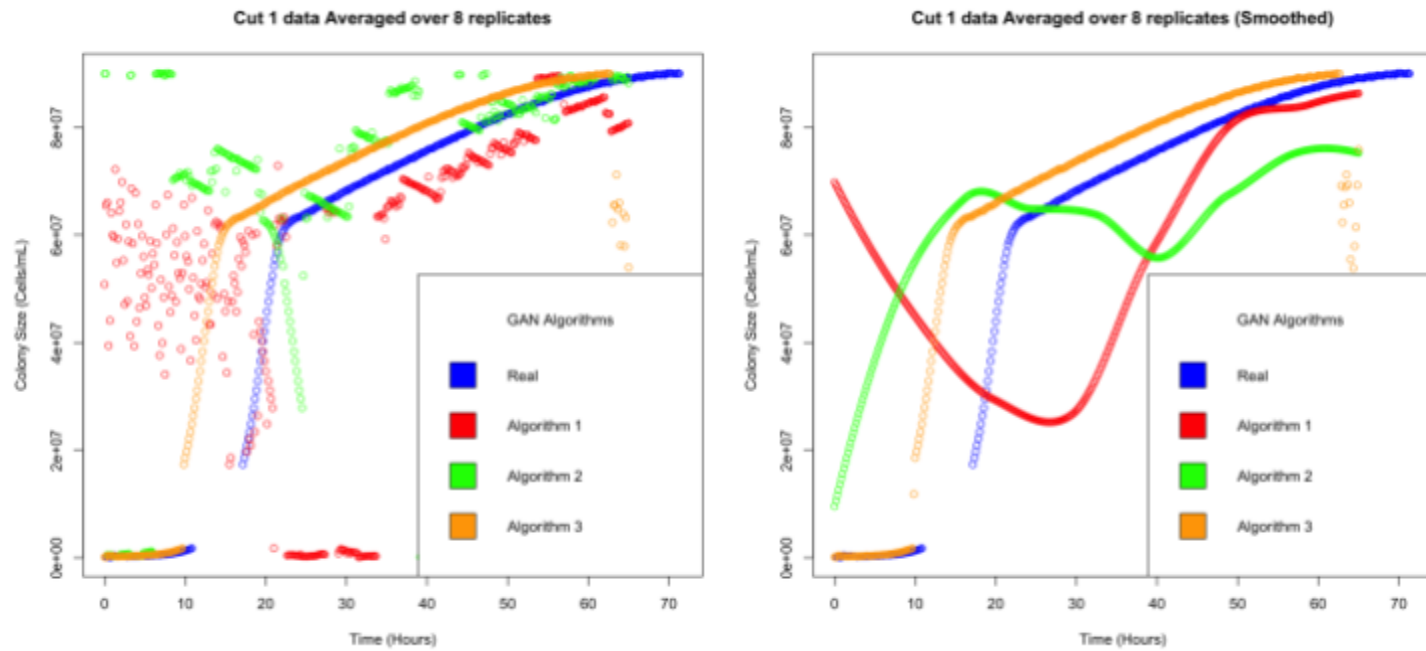 Cut 1 data Averaged over 8 replicates
Colony Size (Cells/mL)
8e+07
6e+07
4e+07
2e+07
0e+00
GAN Algorithms
Real
Algorithm 1
Algorithm 2
Algorithm 3
0 10 20 30 40 50 60 70
Time (Hours)
Cut 1 data Averaged over 8 replicates (Smoothed)
Colony Size (Cells/mL)
8e+07
6e+07
4e+07
2e+07
0e+00
GAN Algorithms
Real
Algorithm 1
Algorithm 2
Algorithm 3
0 10 20 30 40 50 60 70
Time (Hours)